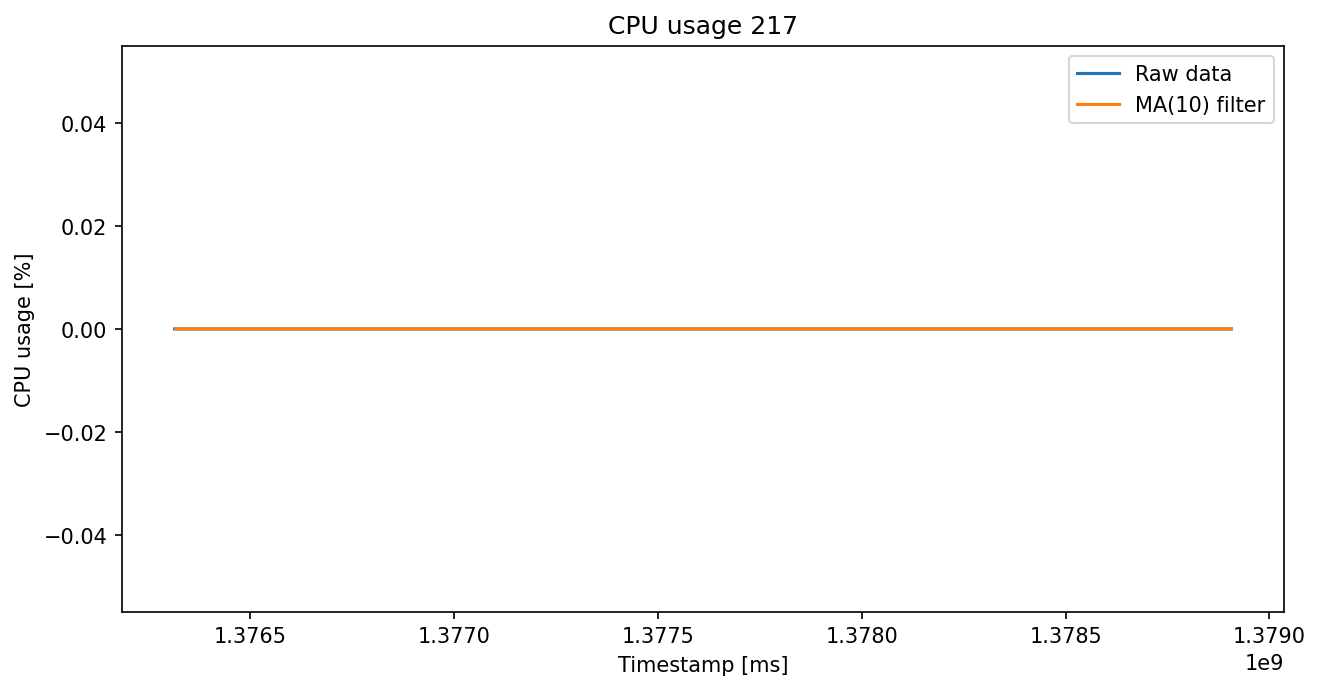 CPU usage 217
Raw data
MA(10) filter
CPU usage [%]
0.04
0.02
0.00
−0.02
−0.04
1.3765 1.3770 1.3775 1.3780 1.3785 1.3790
1e9
Timestamp [ms]